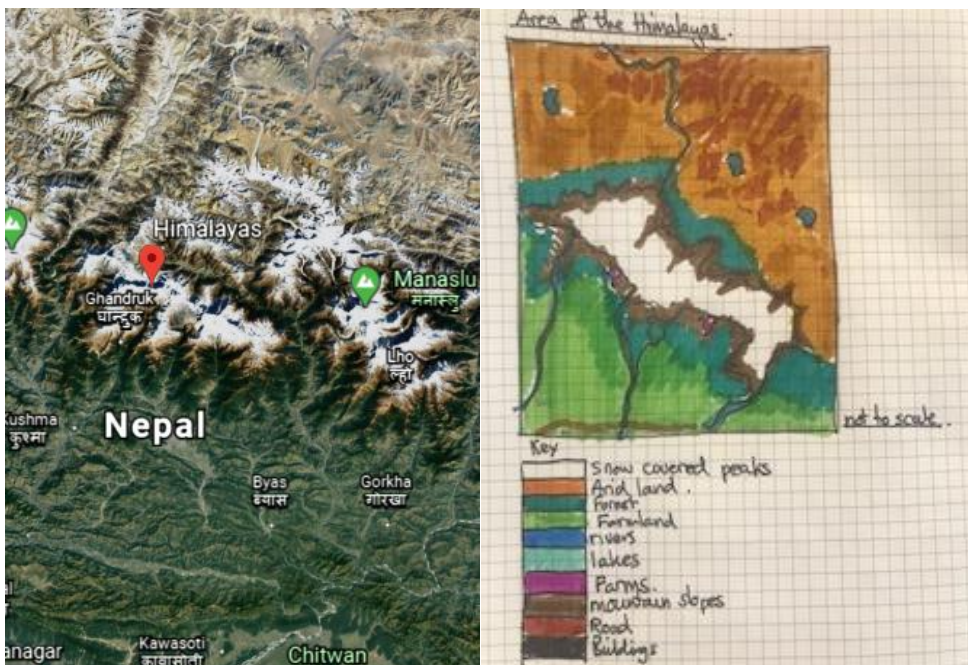 Himalayas
Manaslu
मनास्लु
Ghandruk
घान्द्रुक
Lho
ल्हो
Nepal
Kushma
कुश्मा
Byas
ब्यास
Gorkha
गोरखा
Kawasoti
कावासोती
Chitwan
anagar
Area of the Himalayas.
not to scale.
Key
Snow covered peaks
Arid land.
Forest
Farmland
rivers
lakes
Farms.
mountain slopes
Road
Buildings